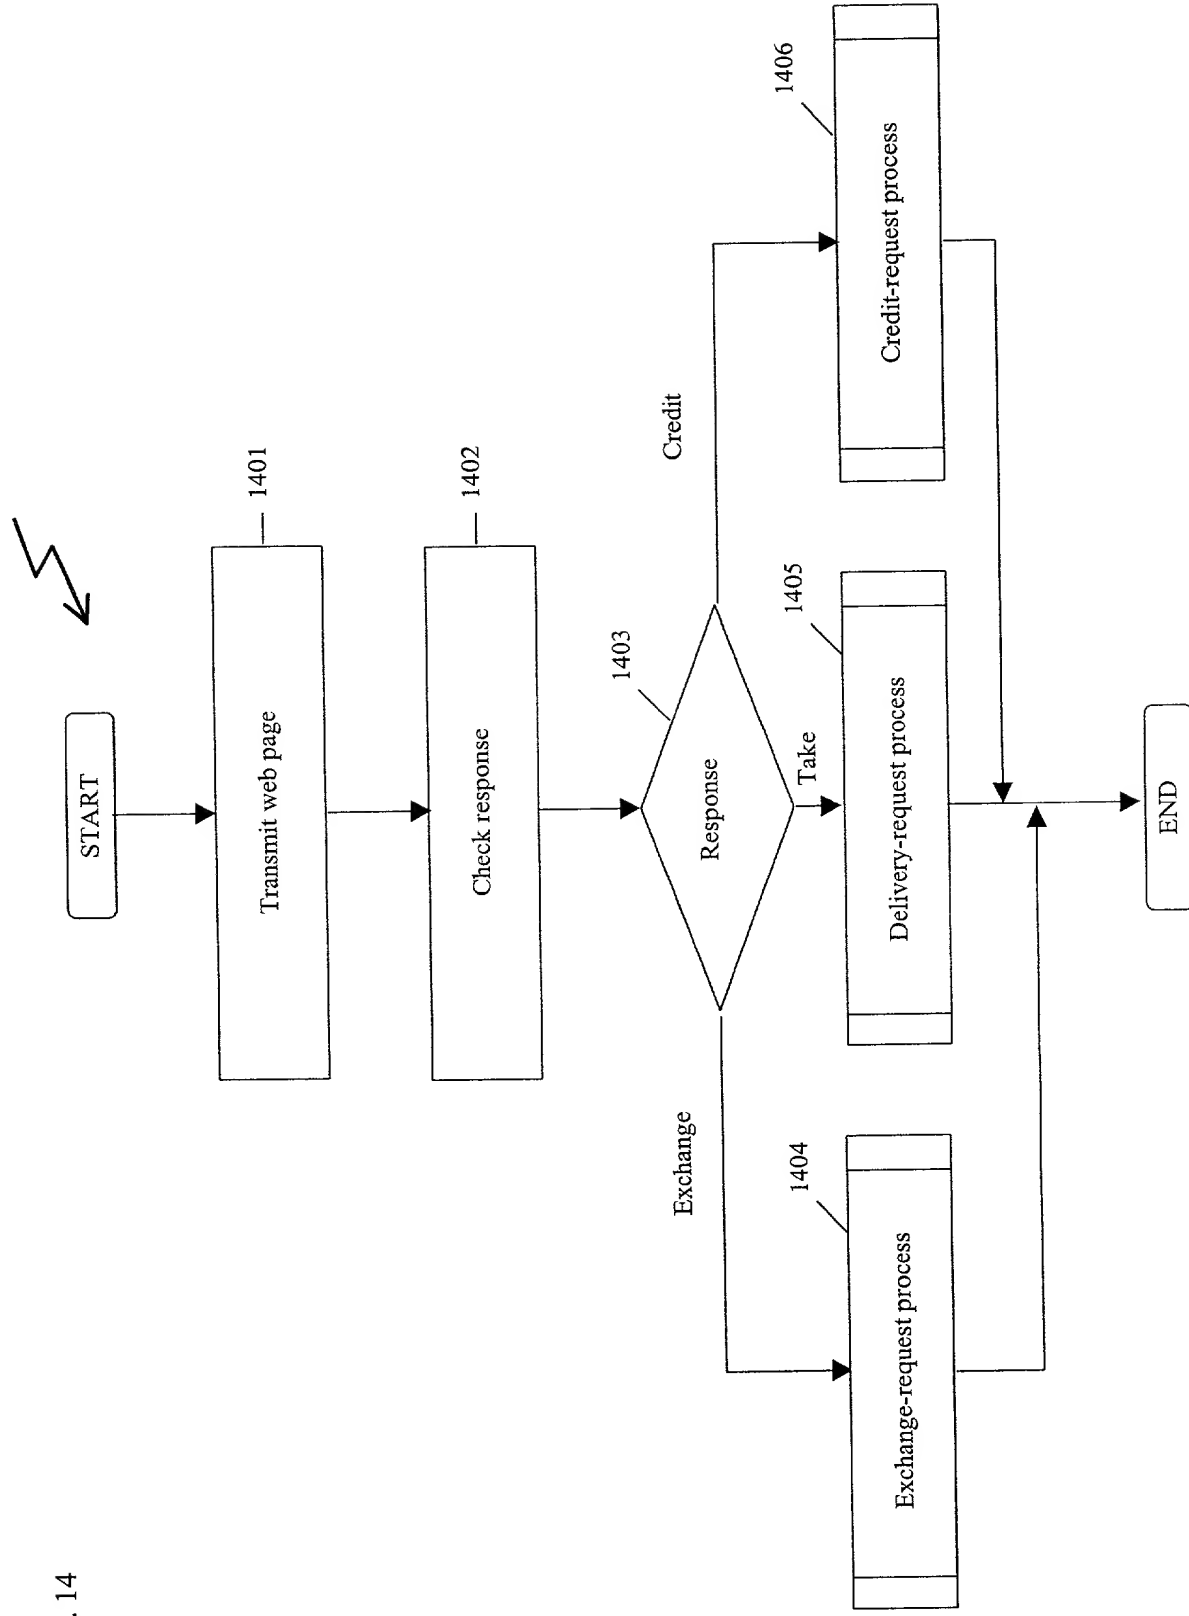 . 14
START
Transmit web page
1401
Check response
1402
Response
1403
Exchange
Take
Credit
1404
Exchange-request process
1405
Delivery-request process
1406
Credit-request process
END